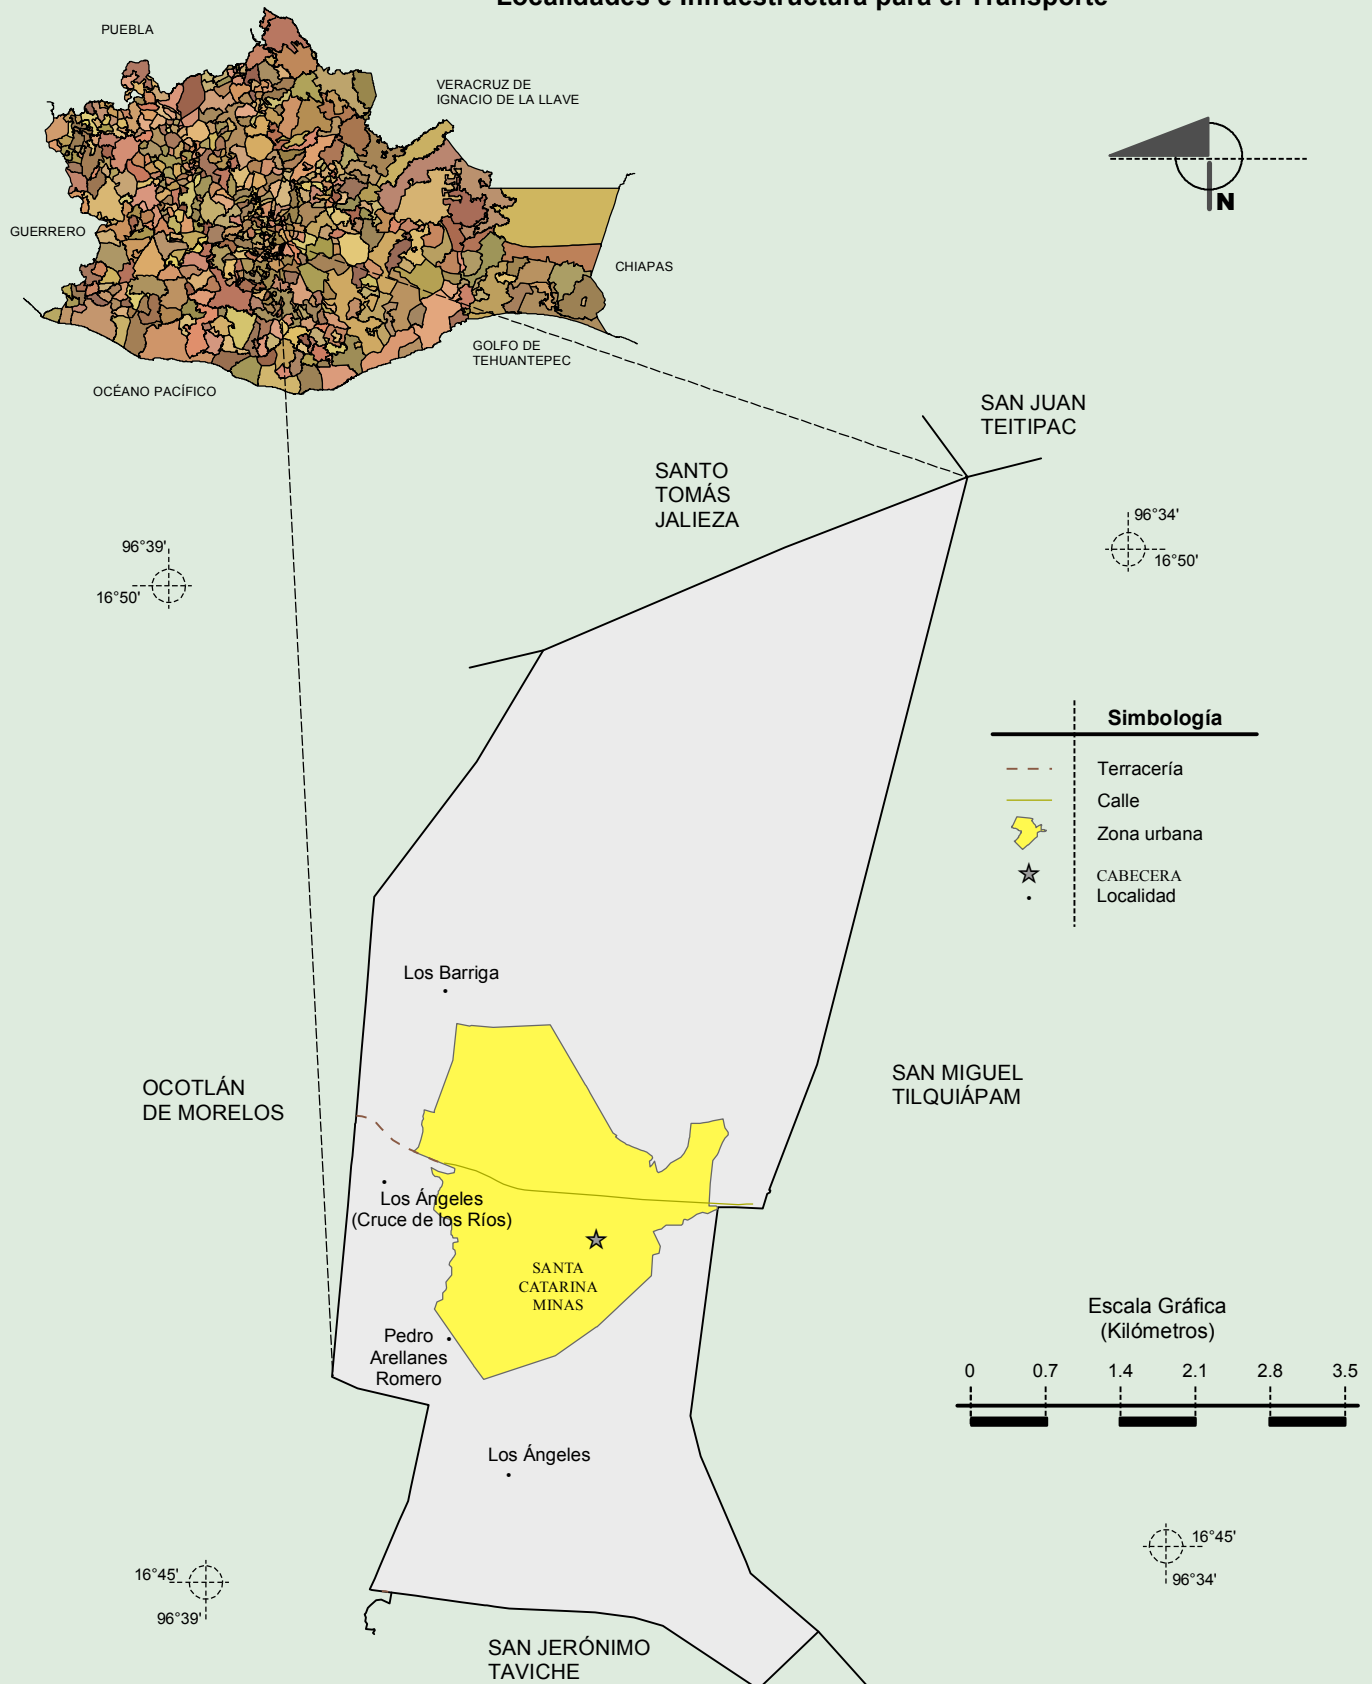 Localidades e Infraestructura para el Transporte
PUEBLA
VERACRUZ DE
IGNACIO DE LA LLAVE
GUERRERO
CHIAPAS
GOLFO DE
TEHUANTEPEC
OCÉANO PACÍFICO
N
SAN JUAN
TEITIPAC
SANTO
TOMÁS
JALIEZA
96°39'
16°50'
96°34'
16°50'
Simbología
Terracería
Calle
Zona urbana
CABECERA
Localidad
Los Barriga
OCOTLÁN
DE MORELOS
SAN MIGUEL
TILQUIÁPAM
Los Ángeles
(Cruce de los Ríos)
SANTA
CATARINA
MINAS
Pedro
Arellanes
Romero
Escala Gráfica
(Kilómetros)
0 0.7 1.4 2.1 2.8 3.5
Los Ángeles
16°45'
96°39'
16°45'
96°34'
SAN JERÓNIMO
TAVICHE